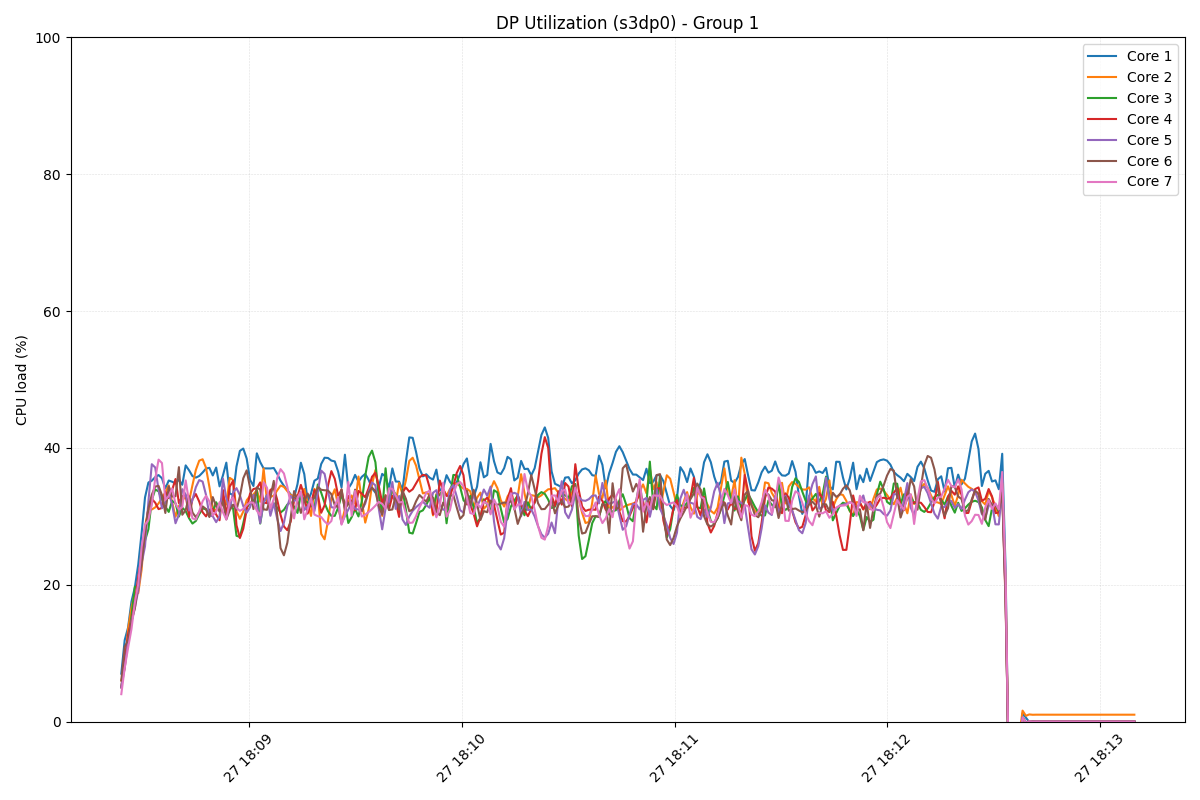 DP Utilization (s3dp0) - Group 1
CPU load (%)
100
80
60
40
20
0
Core 1
Core 2
Core 3
Core 4
Core 5
Core 6
Core 7
27 18:09
27 18:10
27 18:11
27 18:12
27 18:13